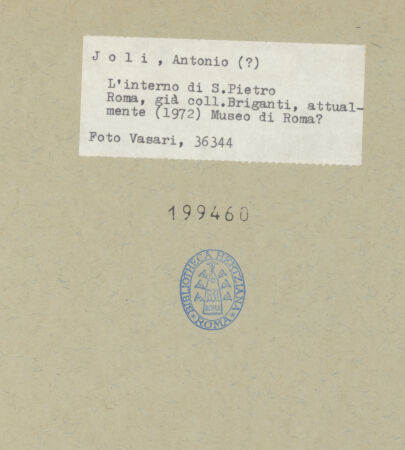 J o l i , Antonio (?)
L'interno di S.Pietro
Roma, già coll.Briganti, attual-
mente (1972) Museo di Roma?
Foto Vasari, 36344
199460
BIBLIOTHECA HERTZIANA
ROMA
ROMA